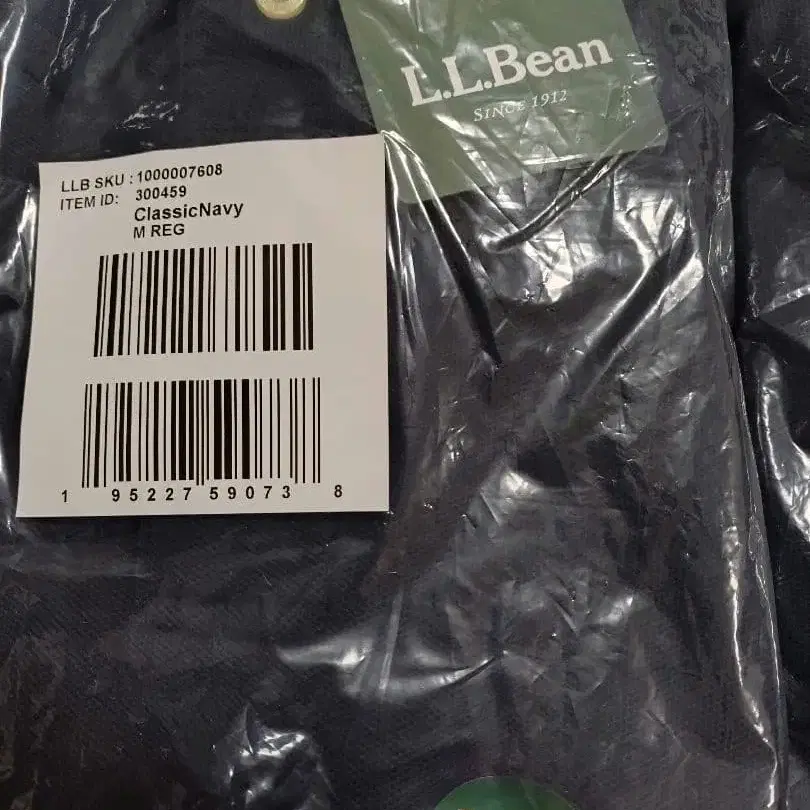 L.L.Bean
SINCE 1912
LLB SKU : 1000007608
ITEM ID: 300459
ClassicNavy
M REG
1 95227 59073 8